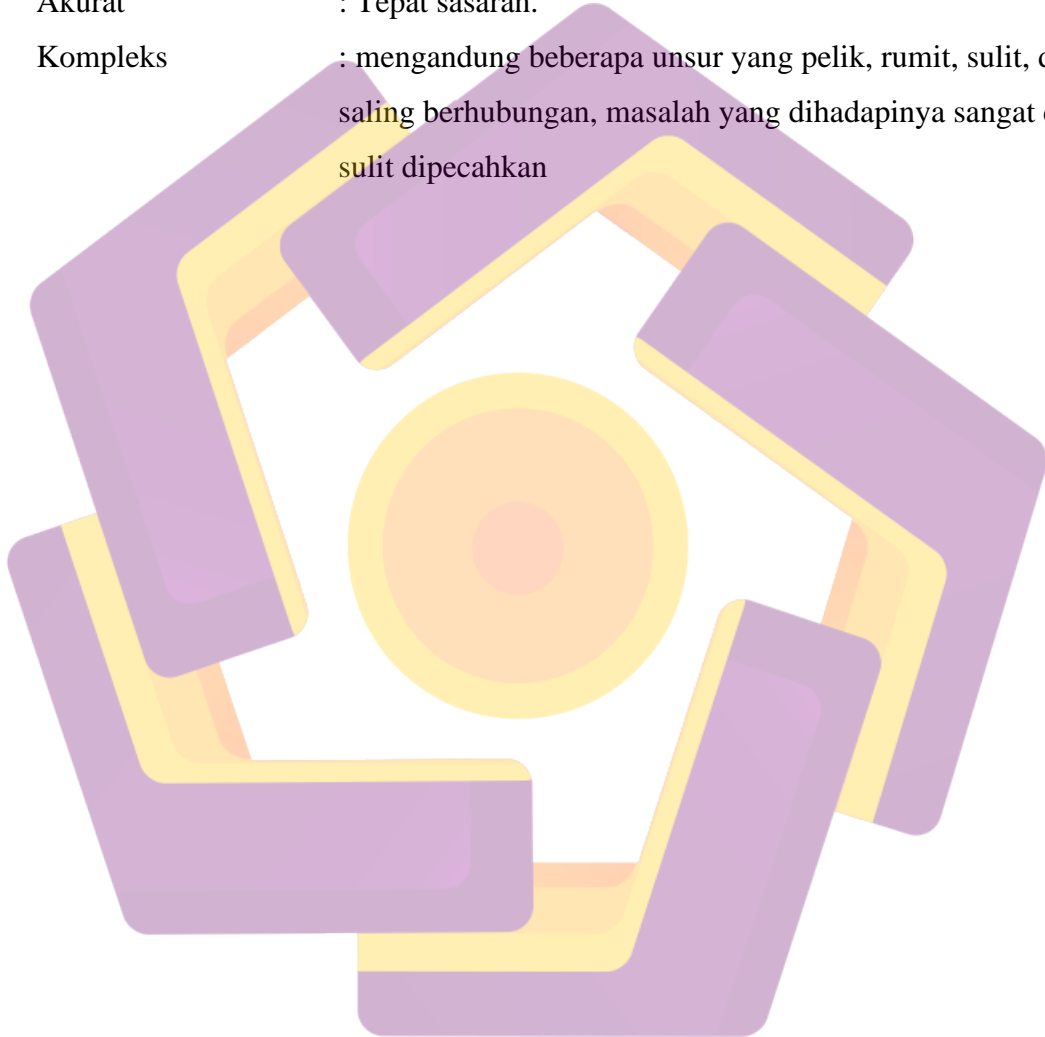 Akurat : Tepat sasaran.
Kompleks : mengandung beberapa unsur yang pelik, rumit, sulit,
saling berhubungan, masalah yang dihadapinya sangat
sulit dipecahkan